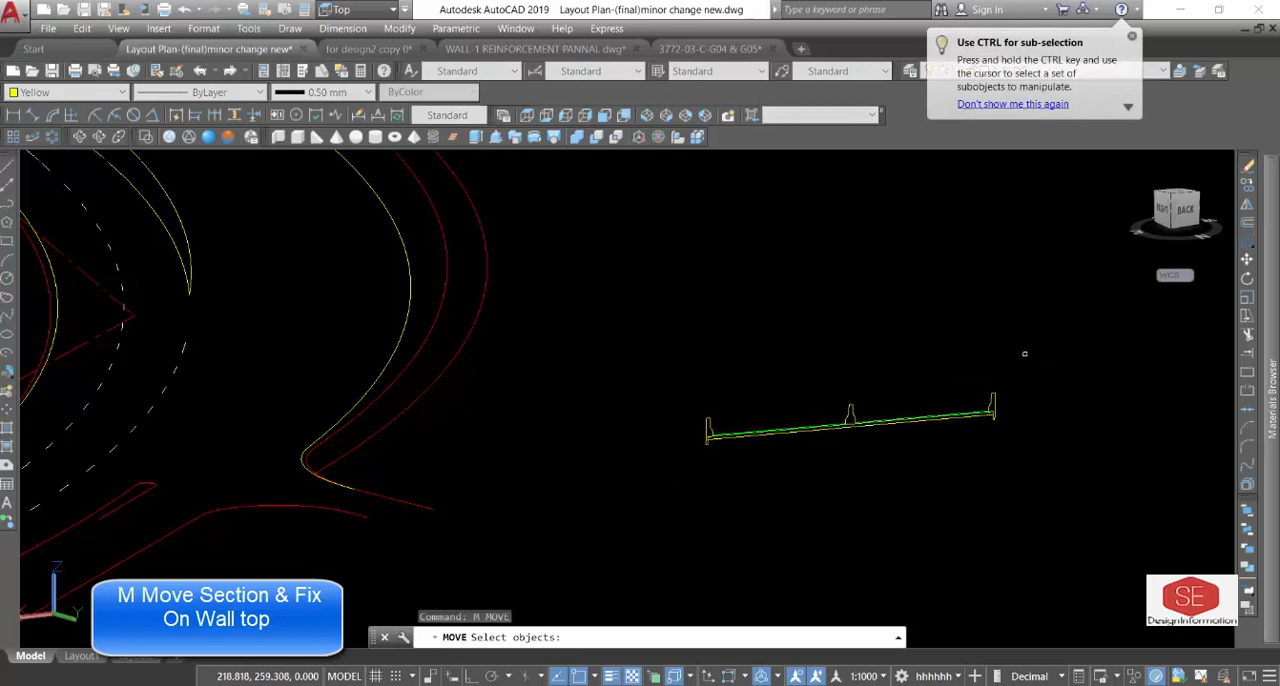 Top
Autodesk AutoCAD 2019 Layout Plan-(final)minor change new.dwg
Type a keyword or phrase
Sign In
File Edit View Insert Format Tools Draw Dimension Modify Parametric Window Help Express
Start
Layout Plan-(final)minor change new*
for design2 copy 0*
WALL-1 REINFORCEMENT PANNAL dwg*
3772-03-C-G04 & G05*
Use CTRL for sub-selection
Press and hold the CTRL key and use
the cursor to select a set of
subobjects to manipulate.
Don't show me this again
Standard Standard Standard Standard
Yellow ByLayer 0.50 mm ByColor
Standard
BACK
WCS
Materials Browser
Z
Y
M Move Section & Fix
On Wall top
SE
DesignInformation
Command: M MOVE
MOVE Select objects:
Model Layout1
218.818, 259.308, 0.000 MODEL 1:1000 hhhhhh Decimal